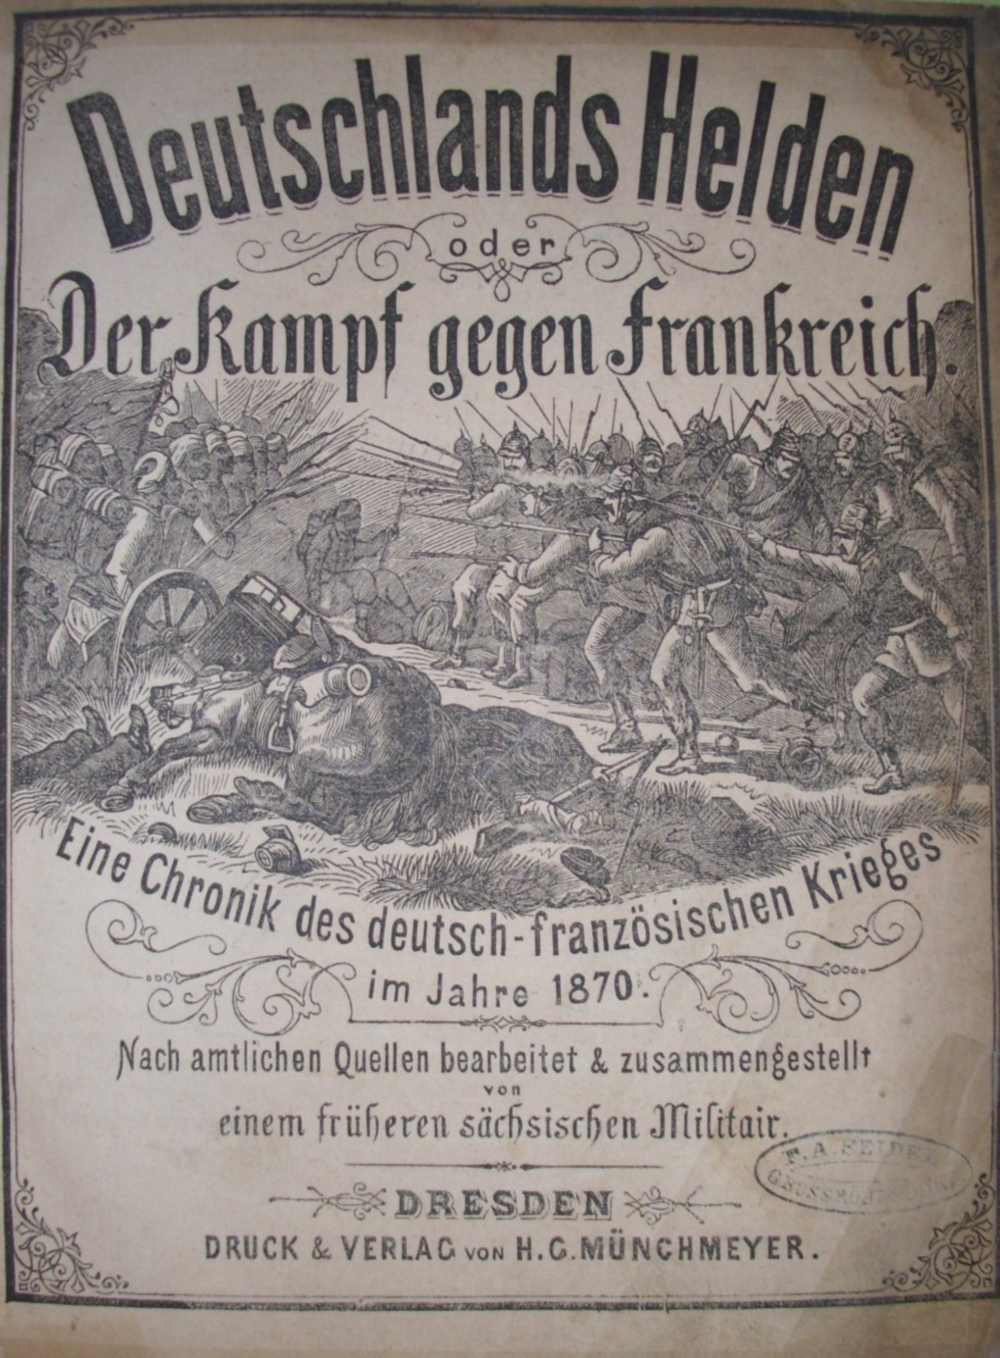 Deutschlands Helden
oder
Der Kampf gegen Frankreich.
Eine Chronik des deutsch-französischen Krieges
im Jahre 1870.
Nach amtlichen Quellen bearbeitet & zusammengestellt
von
einem früheren sächsischen Militair.
F. A. SEIDEL
DRESDEN
DRUCK & VERLAG VON H. G. MÜNCHMEYER.